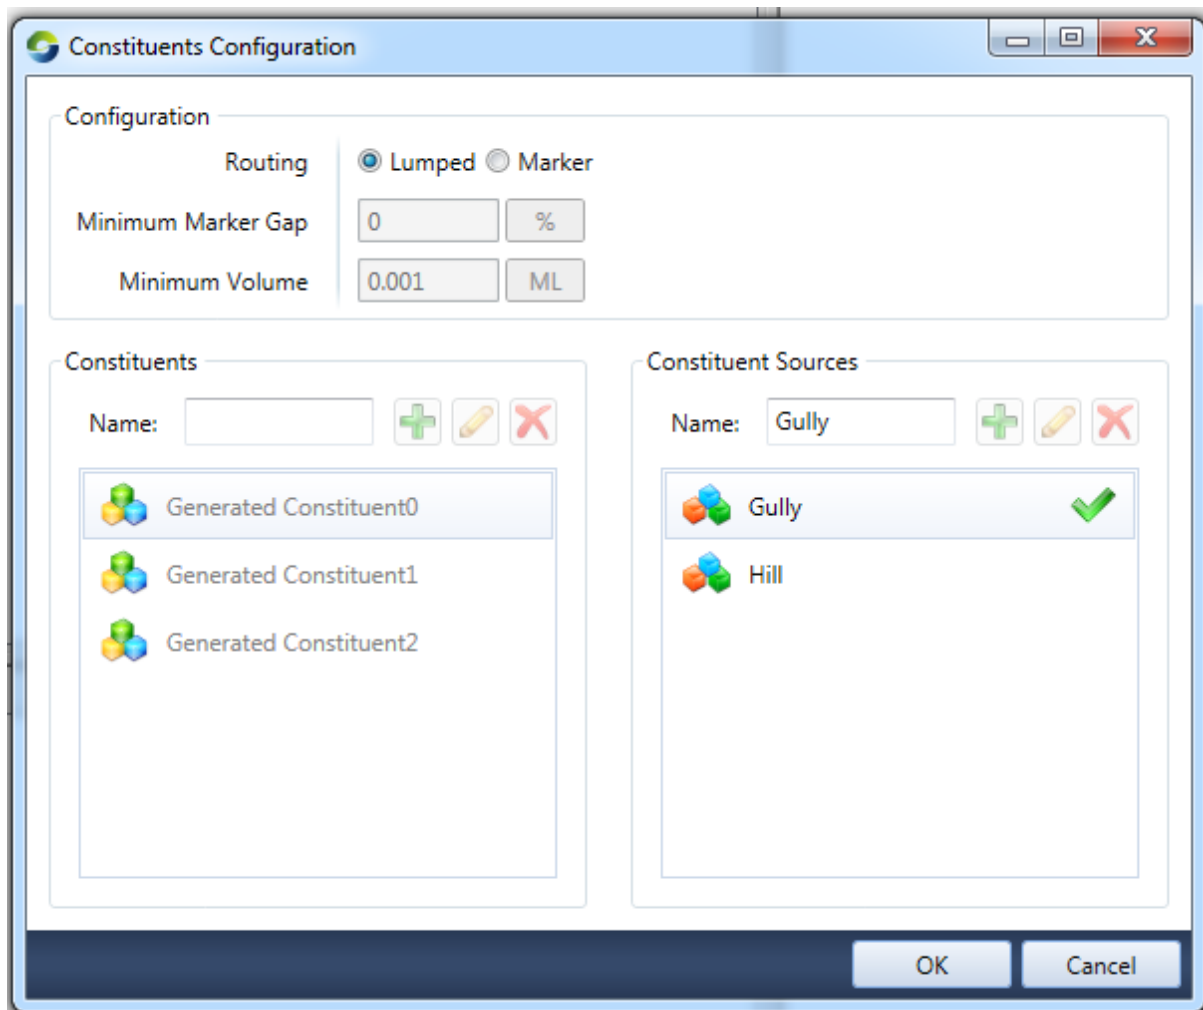 Constituents Configuration
Configuration
Routing Lumped Marker
Minimum Marker Gap 0 %
Minimum Volume 0.001 ML
Constituents
Name:
Generated Constituent0
Generated Constituent1
Generated Constituent2
Constituent Sources
Name: Gully
Gully
Hill
OK Cancel